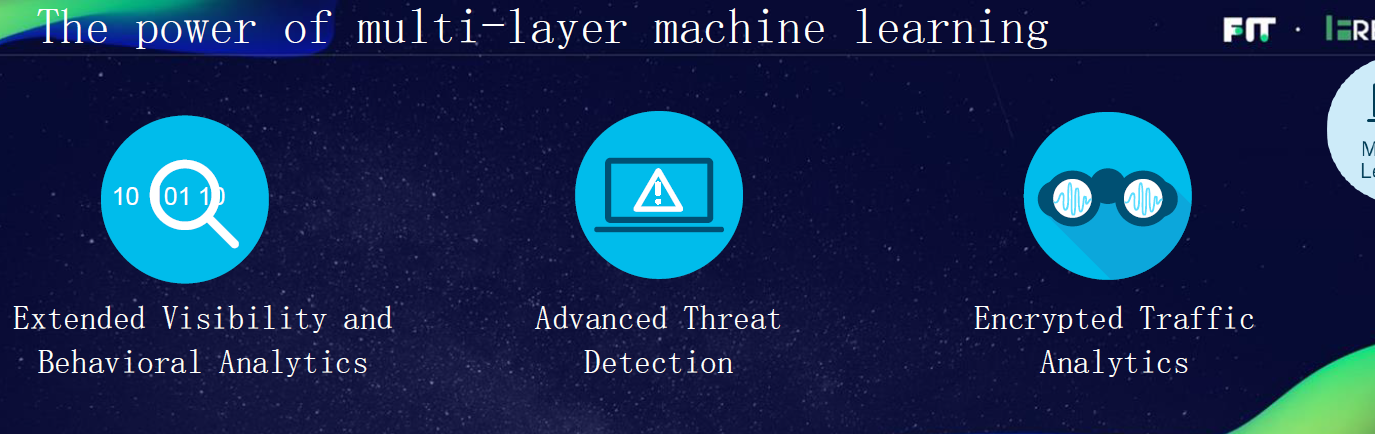 The power of multi-layer machine learning
FIT
10 01 10
Extended Visibility and
Behavioral Analytics
Advanced Threat
Detection
Encrypted Traffic
Analytics